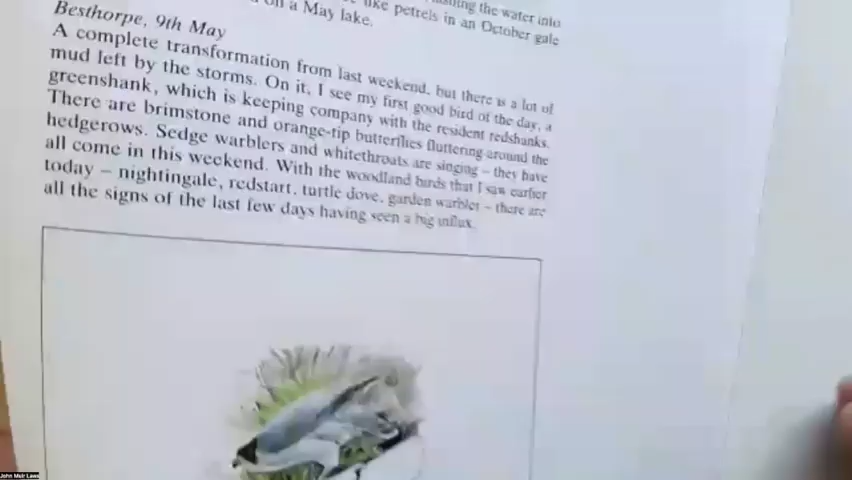 ing the water into
on a May lake.
like petrels in an October gale
Besthorpe, 9th May
A complete transformation from last weekend, but there is a lot of
mud left by the storms. On it, I see my first good bird of the day, a
greenshank, which is keeping company with the resident redshanks.
There are brimstone and orange-tip butterflies fluttering around the
hedgerows. Sedge warblers and whitethroats are singing – they have
all come in this weekend. With the woodland birds that I saw earlier
today – nightingale, redstart, turtle dove, garden warbler – there are
all the signs of the last few days having seen a big influx.
John Muir Laws